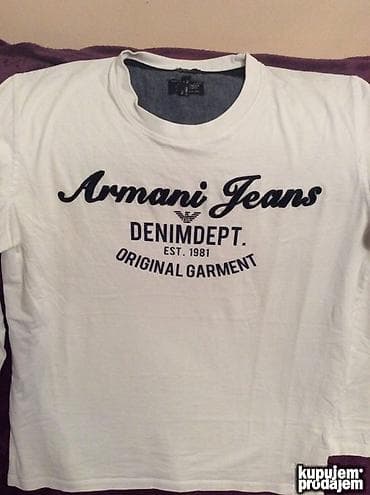 Armani Jeans
DENIMDEPT.
EST. 1981
ORIGINAL GARMENT
kupujem
prodajem